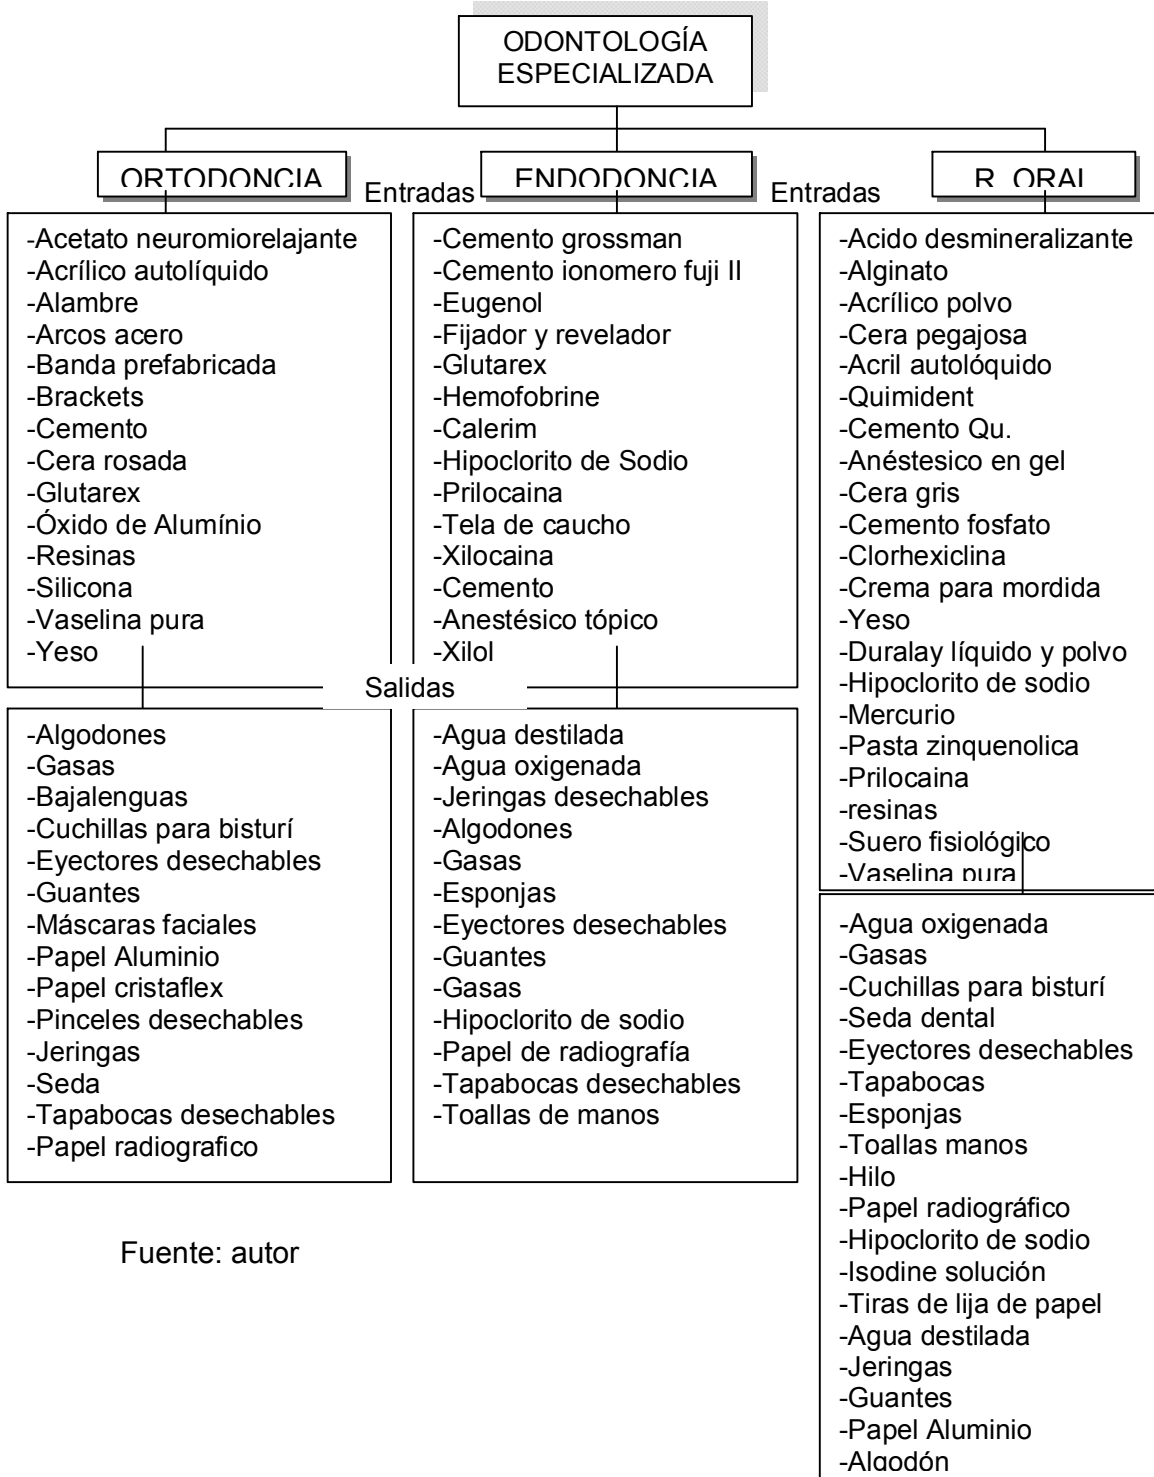 ODONTOLOGÍA
ESPECIALIZADA
ORTODONCIA
ENDODONCIA
R. ORAL
Entradas
Entradas
-Acetato neuromiorelajante
-Acrílico autolíquido
-Alambre
-Arcos acero
-Banda prefabricada
-Brackets
-Cemento
-Cera rosada
-Glutarex
-Óxido de Alumínio
-Resinas
-Silicona
-Vaselina pura
-Yeso
-Cemento grossman
-Cemento ionomero fuji II
-Eugenol
-Fijador y revelador
-Glutarex
-Hemofobrine
-Calerim
-Hipoclorito de Sodio
-Prilocaina
-Tela de caucho
-Xilocaina
-Cemento
-Anestésico tópico
-Xilol
-Acido desmineralizante
-Alginato
-Acrílico polvo
-Cera pegajosa
-Acril autolóquido
-Quimident
-Cemento Qu.
-Anéstesico en gel
-Cera gris
-Cemento fosfato
-Clorhexiclina
-Crema para mordida
-Yeso
-Duralay líquido y polvo
-Hipoclorito de sodio
-Mercurio
-Pasta zinquenolica
-Prilocaina
-resinas
-Suero fisiológico
-Vaselina pura
Salidas
-Algodones
-Gasas
-Bajalenguas
-Cuchillas para bisturí
-Eyectores desechables
-Guantes
-Máscaras faciales
-Papel Aluminio
-Papel cristaflex
-Pinceles desechables
-Jeringas
-Seda
-Tapabocas desechables
-Papel radiografico
-Agua destilada
-Agua oxigenada
-Jeringas desechables
-Algodones
-Gasas
-Esponjas
-Eyectores desechables
-Guantes
-Gasas
-Hipoclorito de sodio
-Papel de radiografía
-Tapabocas desechables
-Toallas de manos
-Agua oxigenada
-Gasas
-Cuchillas para bisturí
-Seda dental
-Eyectores desechables
-Tapabocas
-Esponjas
-Toallas manos
-Hilo
-Papel radiográfico
-Hipoclorito de sodio
-Isodine solución
-Tiras de lija de papel
-Agua destilada
-Jeringas
-Guantes
-Papel Aluminio
-Algodón
Fuente: autor